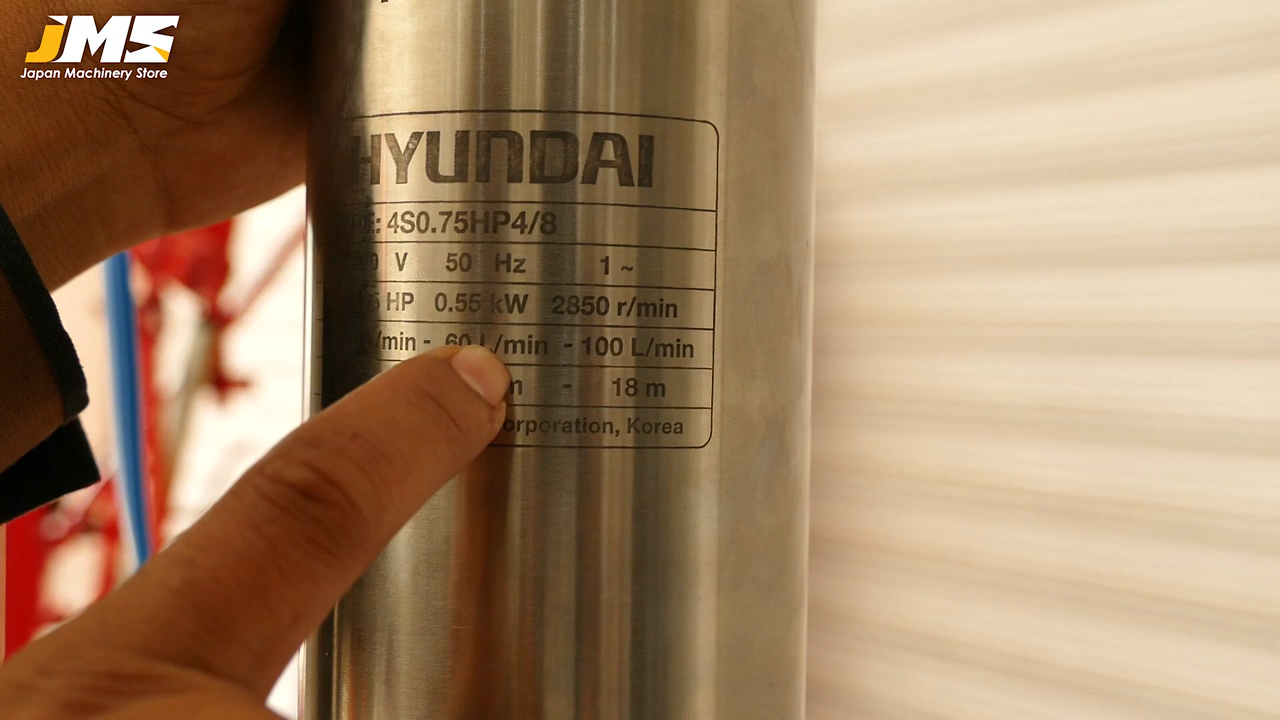 JMS
Japan Machinery Store
HYUNDAI
4S0.75HP4/8
V 50 Hz 1 ~
HP 0.55 kW 2850 r/min
/min - 60 L/min - 100 L/min
m - 18 m
orporation, Korea